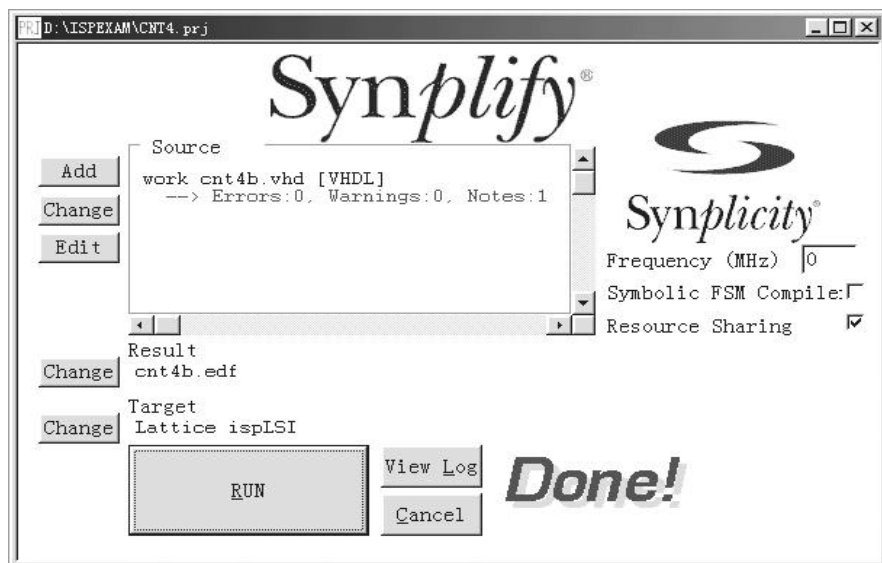 PRJ D:\ISPEXAM\CNT4.prj
Synplify®
Source
work cnt4b.vhd [VHDL]
--> Errors:0, Warnings:0, Notes:1
Add
Change
Edit
Synplicity®
Frequency (MHz) 0
Symbolic FSM Compile:
Resource Sharing
Result
Change cnt4b.edf
Target
Change Lattice ispLSI
RUN
View Log
Cancel
Done!